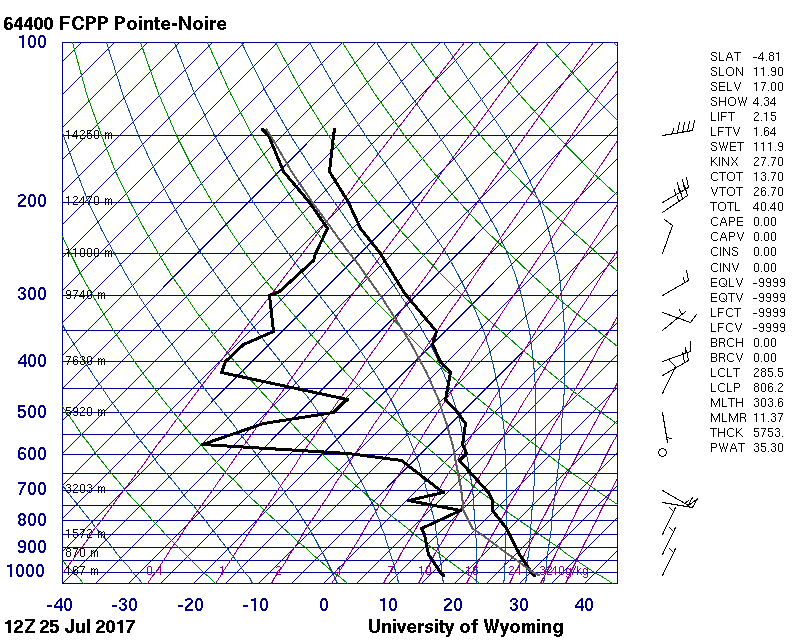 64400 FCPP Pointe-Noire
100
14250 m
200
12470 m
11000 m
300
9740 m
400
7630 m
500
5920 m
600
700
3203 m
800
1572 m
900
870 m
1000
167 m
0.4
1
2
4
7
10
16
24
32
40g/kg
-40
-30
-20
-10
0
10
20
30
40
12Z 25 Jul 2017
University of Wyoming
SLAT -4.81
SLON 11.90
SELV 17.00
SHOW 4.34
LIFT 2.15
LFTV 1.64
SWET 111.9
KINX 27.70
CTOT 13.70
VTOT 26.70
TOTL 40.40
CAPE 0.00
CAPV 0.00
CINS 0.00
CINV 0.00
EQLV -9999
EQTV -9999
LFCT -9999
LFCV -9999
BRCH 0.00
BRCV 0.00
LCLT 285.5
LCLP 806.2
MLTH 303.6
MLMR 11.37
THCK 5753.
PWAT 35.30